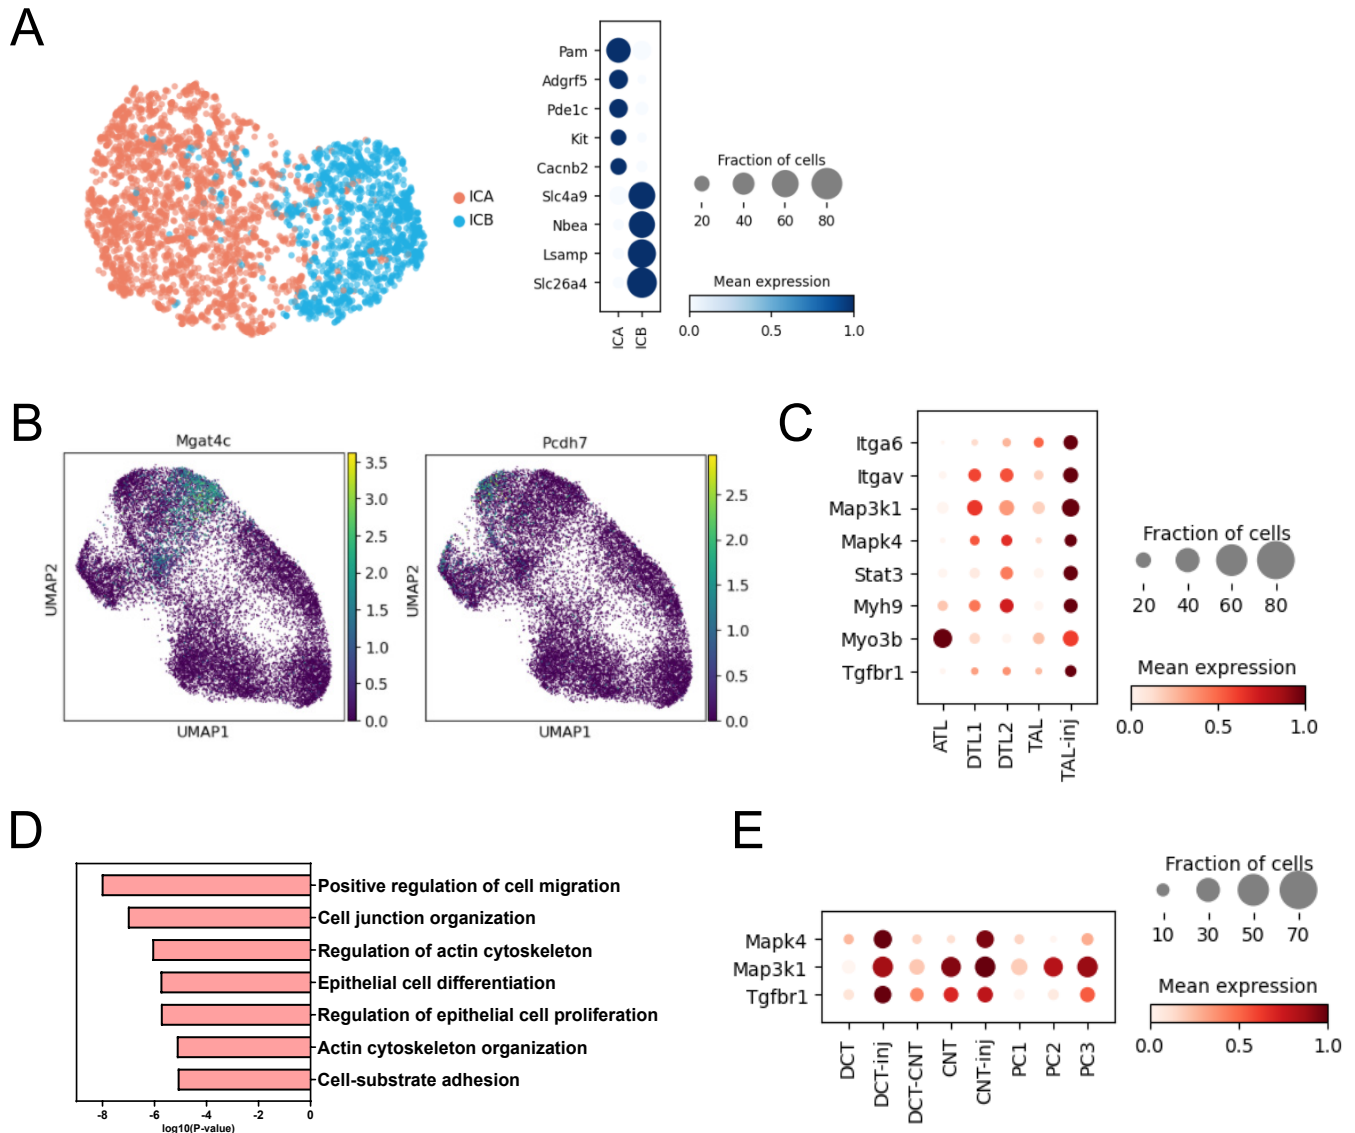 A
Pam
Adgrf5
Pde1c
Kit
Cacnb2
Slc4a9
Nbea
Lsamp
Slc26a4
ICA
ICB
ICA
ICB
Fraction of cells
20 40 60 80
Mean expression
0.0 0.5 1.0
B
Mgat4c
UMAP2
UMAP1
3.5
3.0
2.5
2.0
1.5
1.0
0.5
0.0
Pcdh7
UMAP2
UMAP1
2.5
2.0
1.5
1.0
0.5
0.0
C
Itga6
Itgav
Map3k1
Mapk4
Stat3
Myh9
Myo3b
Tgfbr1
ATL
DTL1
DTL2
TAL
TAL-inj
Fraction of cells
20 40 60 80
Mean expression
0.0 0.5 1.0
D
Positive regulation of cell migration
Cell junction organization
Regulation of actin cytoskeleton
Epithelial cell differentiation
Regulation of epithelial cell proliferation
Actin cytoskeleton organization
Cell-substrate adhesion
-8 -6 -4 -2 0
log10(P-value)
E
Mapk4
Map3k1
Tgfbr1
DCT
DCT-inj
DCT-CNT
CNT
CNT-inj
PC1
PC2
PC3
Fraction of cells
10 30 50 70
Mean expression
0.0 0.5 1.0